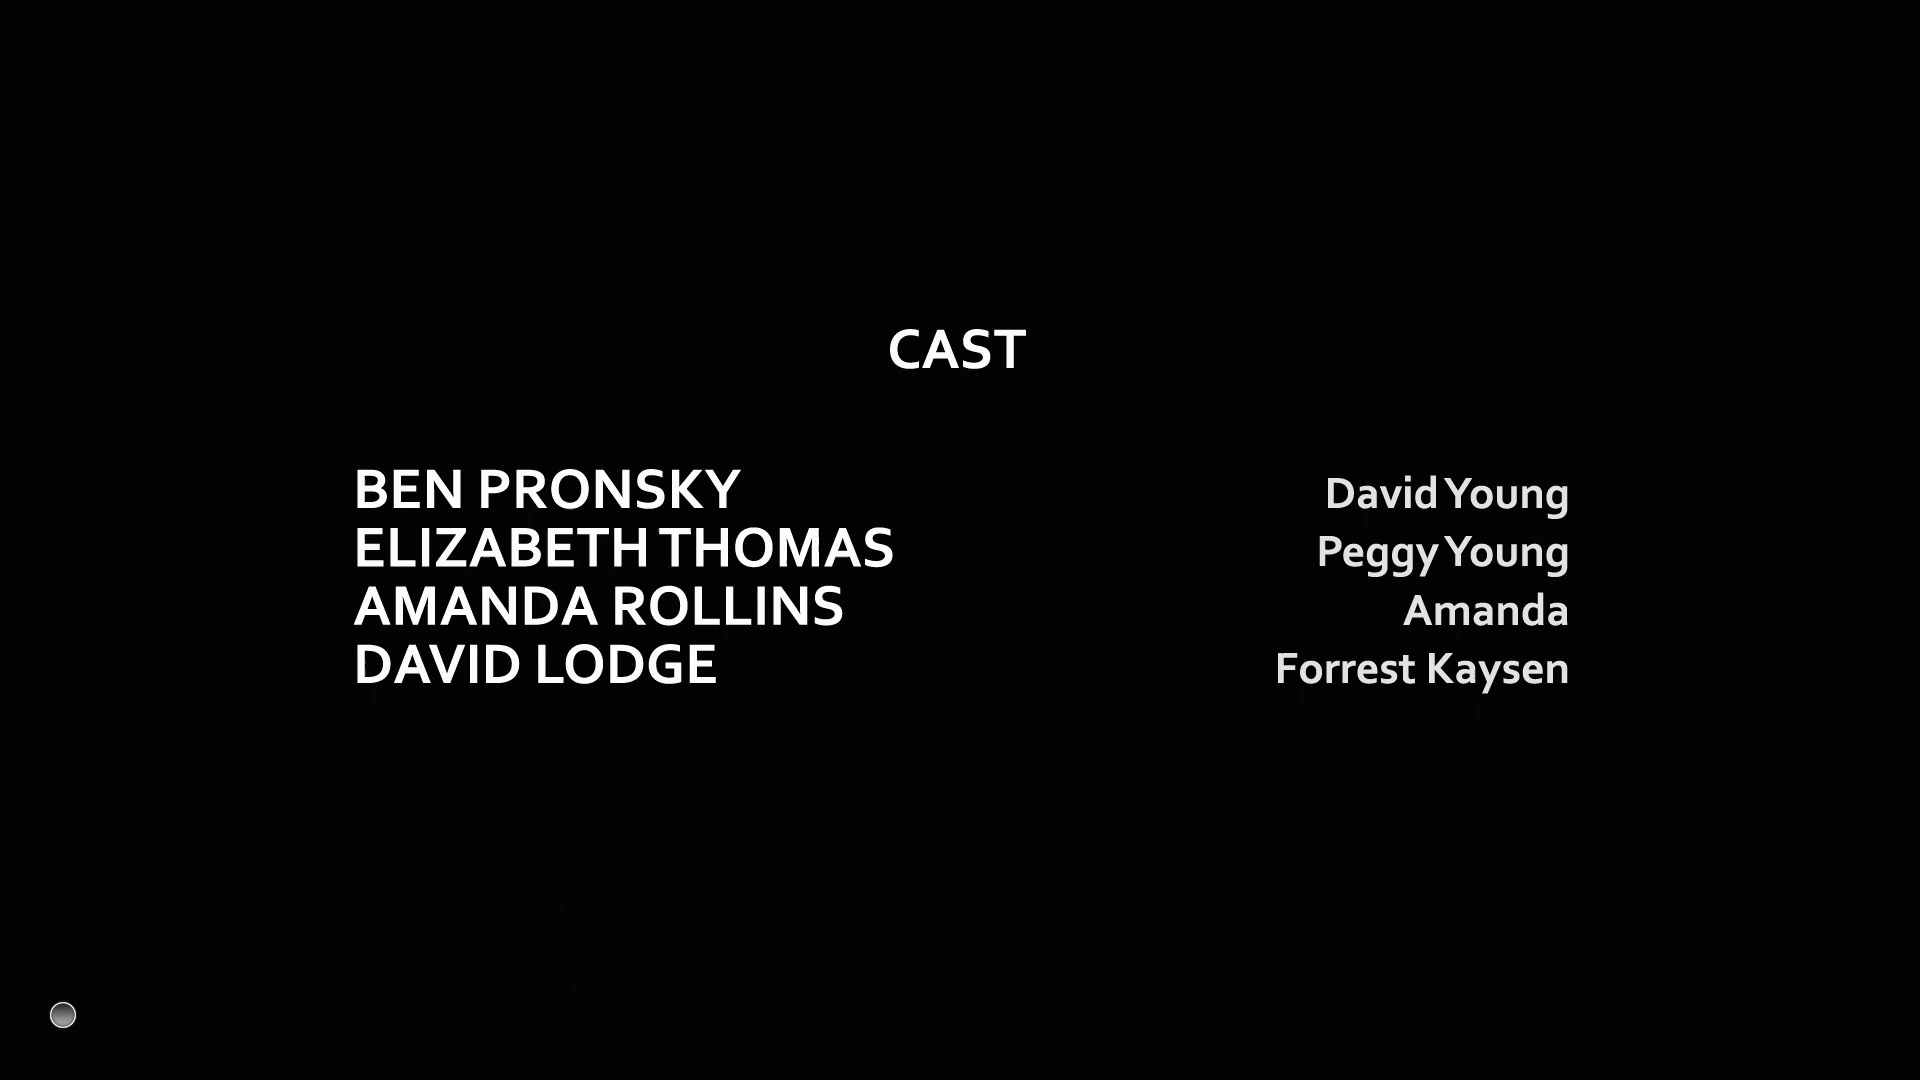 CAST
BEN PRONSKY David Young
ELIZABETH THOMAS Peggy Young
AMANDA ROLLINS Amanda
DAVID LODGE Forrest Kaysen